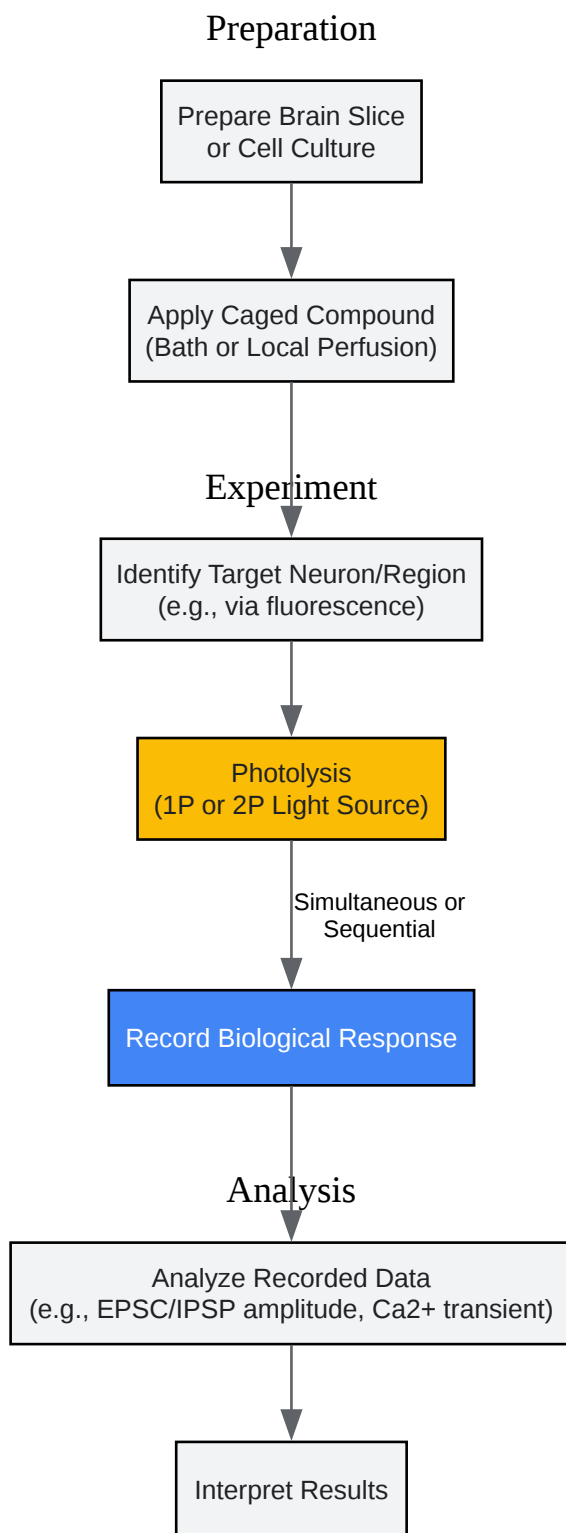 Preparation
Prepare Brain Slice
or Cell Culture
Apply Caged Compound
(Bath or Local Perfusion)
Experiment
Identify Target Neuron/Region
(e.g., via fluorescence)
Photolysis
(1P or 2P Light Source)
Simultaneous or
Sequential
Record Biological Response
Analysis
Analyze Recorded Data
(e.g., EPSC/IPSP amplitude, Ca2+ transient)
Interpret Results